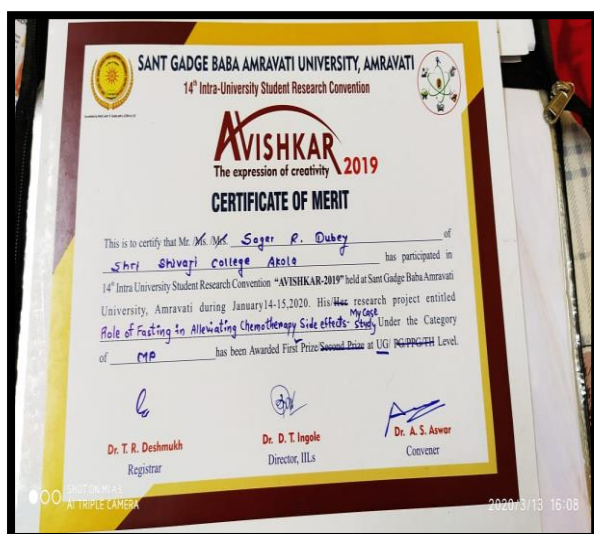 SANT GADGE BABA AMRAVATI UNIVERSITY, AMRAVATI
14th Intra-University Student Research Convention
AVISHKAR
The expression of creativity 2019
CERTIFICATE OF MERIT
This is to certify that Mr. /Ms. /Mrs. Sagar R. Dubey of
Shri Shivaji College Akola has participated in
14th Intra University Student Research Convention "AVISHKAR-2019" held at Sant Gadge Baba Amravati
University, Amravati during January14-15,2020. His/Her research project entitled
Role of Fasting in Alleviating Chemotherapy Side effects- My Case Study Under the Category
of MP has been Awarded First Prize/Second Prize at UG/ PG/PPG/TH Level.
Dr. T. R. Deshmukh
Registrar
Dr. D. T. Ingole
Director, IILs
Dr. A. S. Aswar
Convener
SHOT ON MI A3
AI TRIPLE CAMERA
2020/3/13 16:08